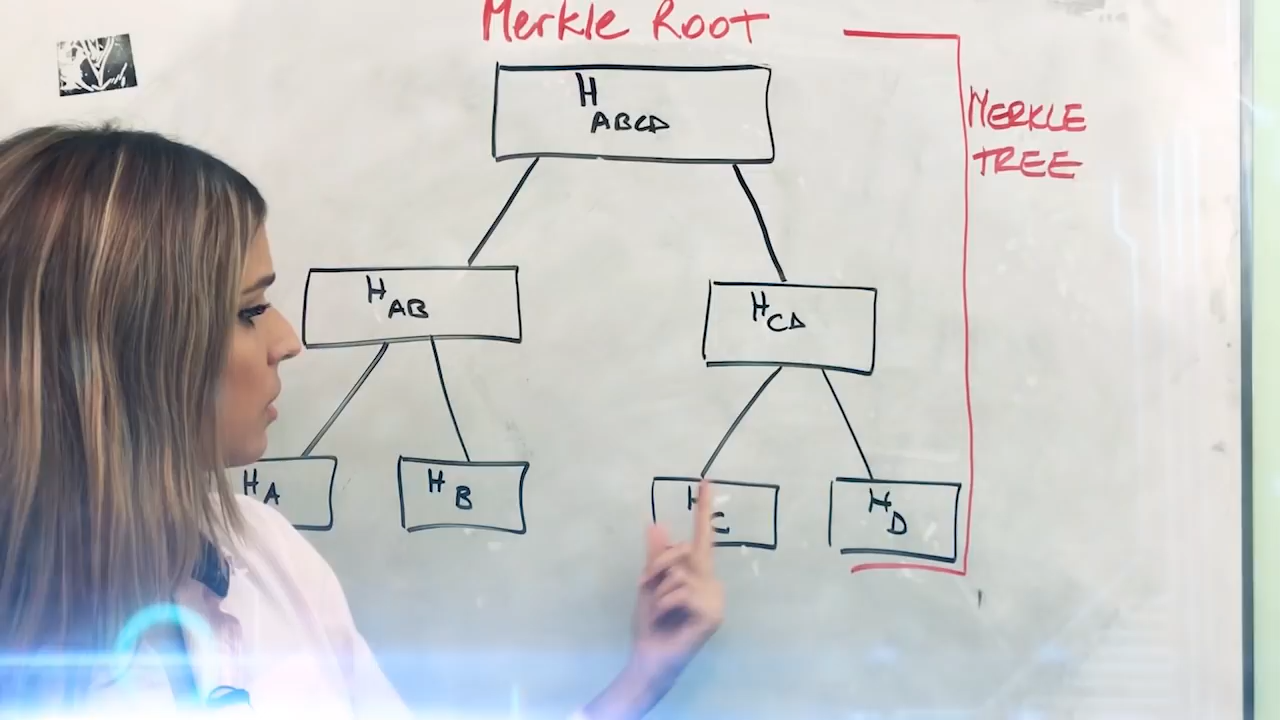 Merkle Root
H
ABCD
MERKLE
TREE
H AB
H CD
H A
H B
H C
H D